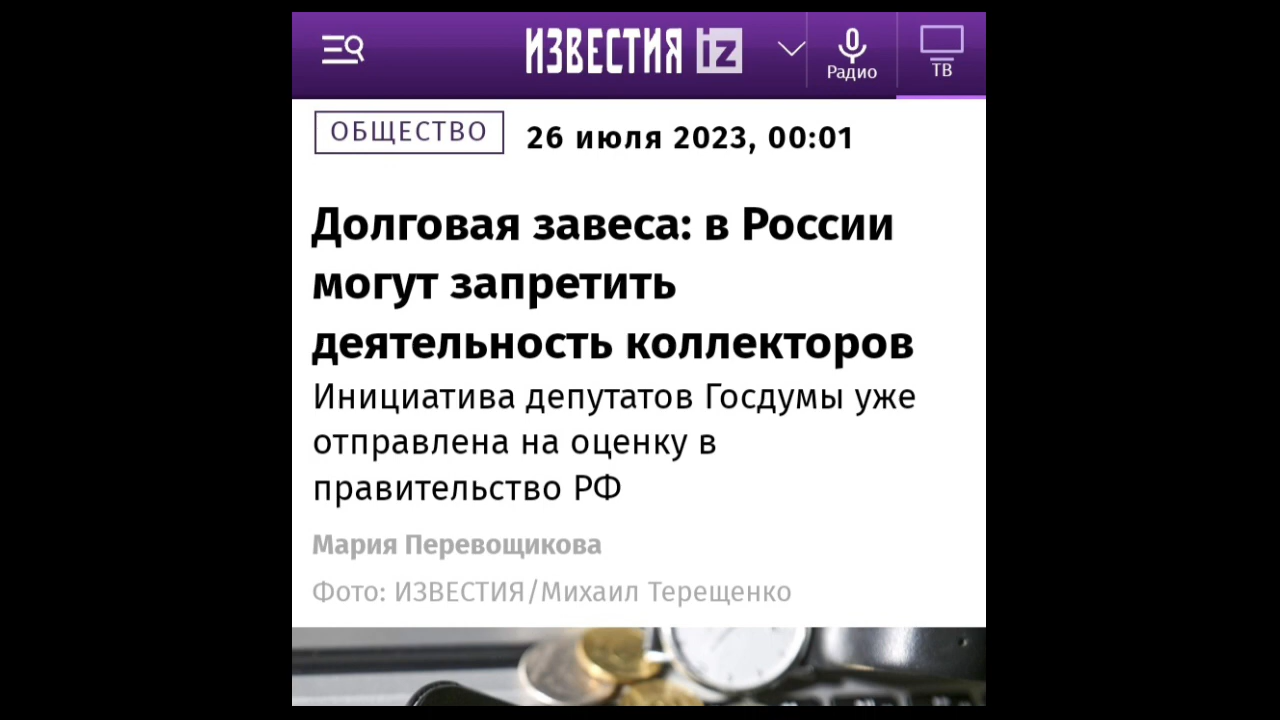 ИЗВЕСТИЯ iz
Радио
ТВ
ОБЩЕСТВО
26 июля 2023, 00:01
Долговая завеса: в России
могут запретить
деятельность коллекторов
Инициатива депутатов Госдумы уже
отправлена на оценку в
правительство РФ
Мария Перевощикова
Фото: ИЗВЕСТИЯ/Михаил Терещенко